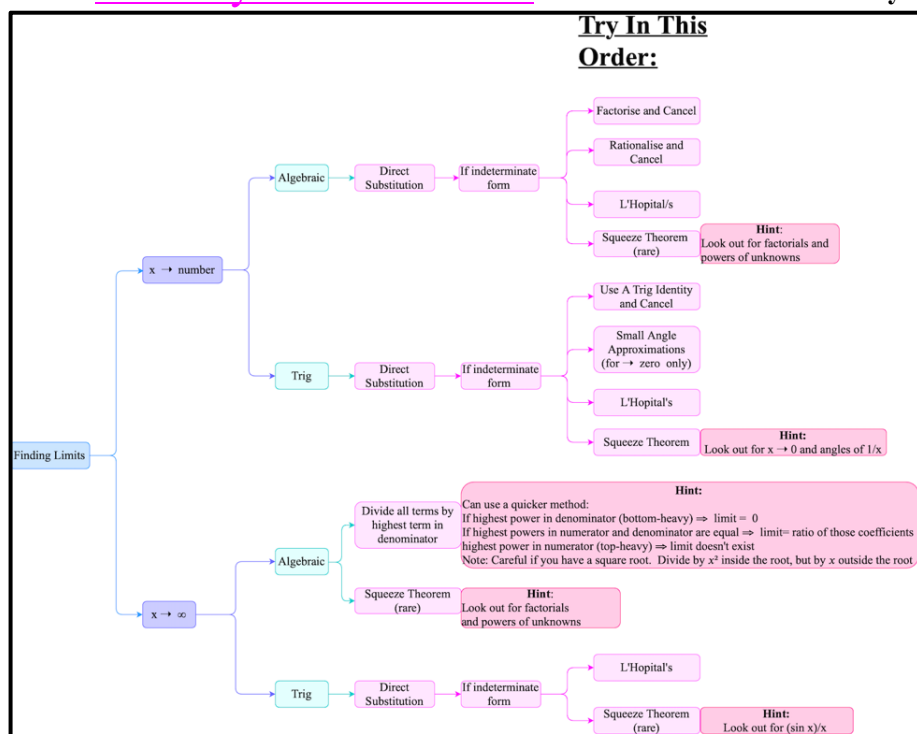 Try In This
Order:
Factorise and Cancel
Rationalise and
Cancel
Algebraic
Direct
Substitution
If indeterminate
form
L'Hopital/s
Squeeze Theorem
(rare)
Hint:
Look out for factorials and
powers of unknowns
x → number
Use A Trig Identity
and Cancel
Small Angle
Approximations
(for → zero only)
Trig
Direct
Substitution
If indeterminate
form
L'Hopital's
Squeeze Theorem
Hint:
Look out for x → 0 and angles of 1/x
Finding Limits
Divide all terms by
highest term in
denominator
Hint:
Can use a quicker method:
If highest power in denominator (bottom-heavy) ⇒ limit = 0
If highest powers in numerator and denominator are equal ⇒ limit= ratio of those coefficients
highest power in numerator (top-heavy) ⇒ limit doesn't exist
Note: Careful if you have a square root. Divide by x² inside the root, but by x outside the root
Algebraic
Squeeze Theorem
(rare)
Hint:
Look out for factorials
and powers of unknowns
x → ∞
L'Hopital's
Trig
Direct
Substitution
If indeterminate
form
Squeeze Theorem
(rare)
Hint:
Look out for (sin x)/x